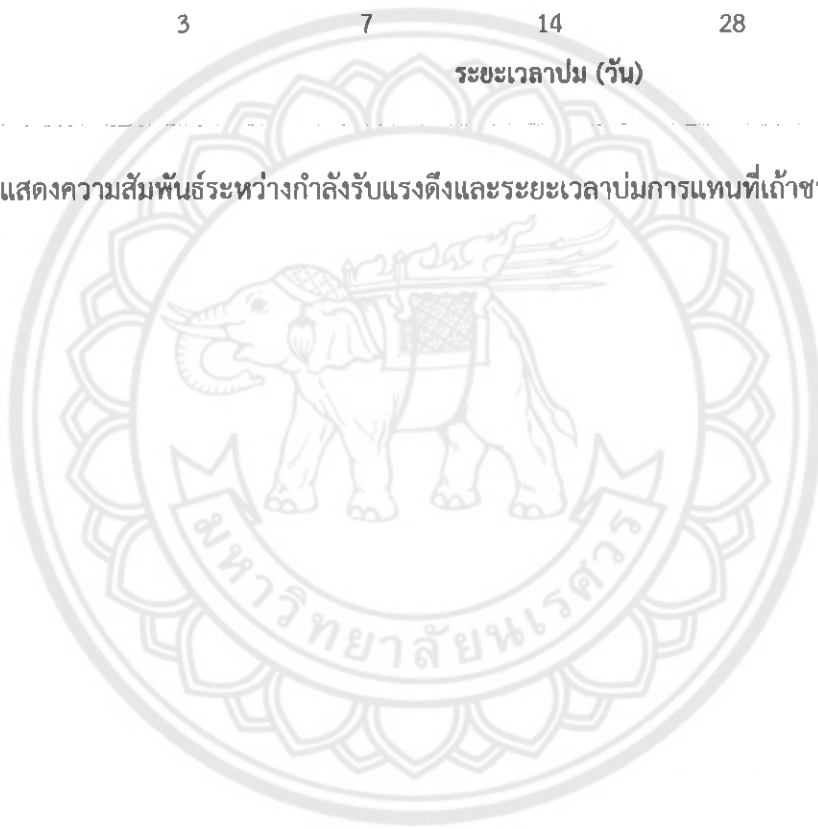 3 7 14 28
ระยะเวลาบ่ม (วัน)
แสดงความสัมพันธ์ระหว่างกำลังรับแรงดึงและระยะเวลาบ่มการแทนที่เถ้าชา
มหาวิทยาลัยนเรศวร